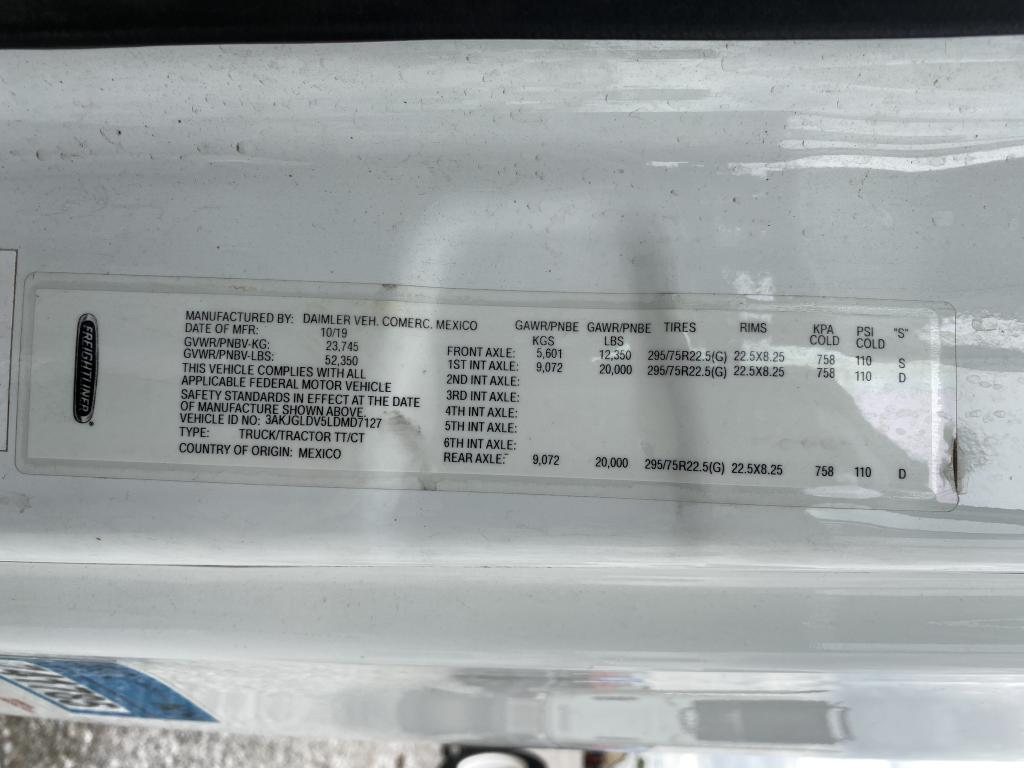 FREIGHTLINER
MANUFACTURED BY: DAIMLER VEH. COMERC. MEXICO
DATE OF MFR: 10/19
GVWR/PNBV-KG: 23,745
GVWR/PNBV-LBS: 52,350
THIS VEHICLE COMPLIES WITH ALL
APPLICABLE FEDERAL MOTOR VEHICLE
SAFETY STANDARDS IN EFFECT AT THE DATE
OF MANUFACTURE SHOWN ABOVE.
VEHICLE ID NO: 3AKJGLDV5LDMD7127
TYPE: TRUCK/TRACTOR TT/CT
COUNTRY OF ORIGIN: MEXICO
GAWR/PNBE GAWR/PNBE TIRES RIMS KPA PSI "S"
KGS LBS COLD COLD
FRONT AXLE: 5,601 12,350 295/75R22.5(G) 22.5X8.25 758 110 S
1ST INT AXLE: 9,072 20,000 295/75R22.5(G) 22.5X8.25 758 110 D
2ND INT AXLE:
3RD INT AXLE:
4TH INT AXLE:
5TH INT AXLE:
6TH INT AXLE:
REAR AXLE: 9,072 20,000 295/75R22.5(G) 22.5X8.25 758 110 D